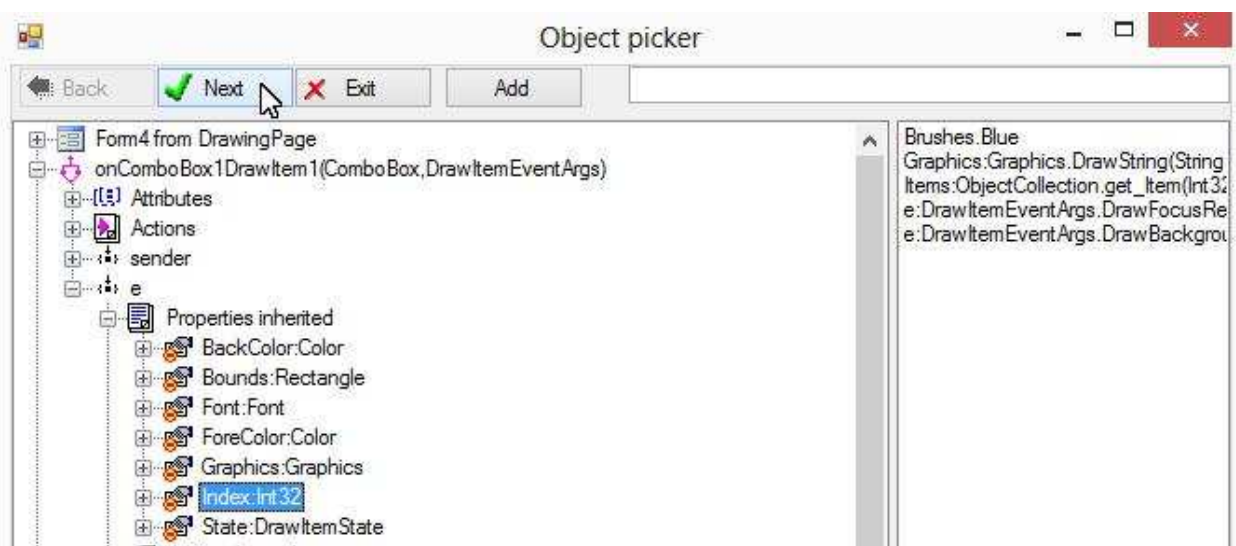 Object picker
Back Next Exit Add
Form4 from DrawingPage
onComboBox1DrawItem1(ComboBox,DrawItemEventArgs)
Attributes
Actions
sender
e
Properties inherited
BackColor:Color
Bounds:Rectangle
Font:Font
ForeColor:Color
Graphics:Graphics
Index:Int32
State:DrawItemState
Brushes.Blue
Graphics:Graphics.DrawString(String
Items:ObjectCollection.get_Item(Int32
e:DrawItemEventArgs.DrawFocusRe
e:DrawItemEventArgs.DrawBackgrou